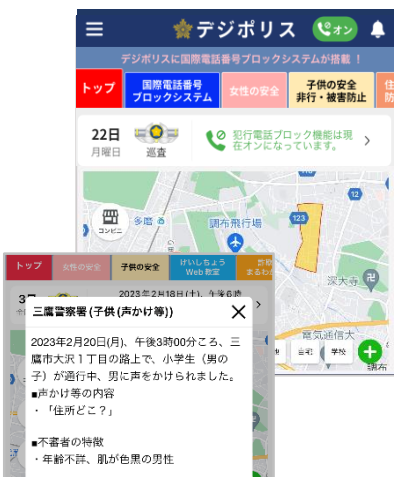 デジポリス
オン
デジポリスに国際電話番号ブロックシステムが搭載！
トップ
国際電話番号
ブロックシステム
女性の安全
子供の安全
非行・被害防止
住
防
22日
月曜日
巡査
犯行電話ブロック機能は現
在オンになっています。
コンビニ
多磨
調布飛行場
12
123
深大寺
電気通信大
自宅
学校
調布
トップ
女性の安全
子供の安全
けいしちょう
Web教室
2023年2月18日(土)、午後6時
三鷹警察署(子供(声かけ等))
2023年2月20日(月)、午後3時00分ころ、三
鷹市大沢１丁目の路上で、小学生（男の
子）が通行中、男に声をかけられました。
■声かけ等の内容
・「住所どこ？」
■不審者の特徴
・年齢不詳、肌が色黒の男性